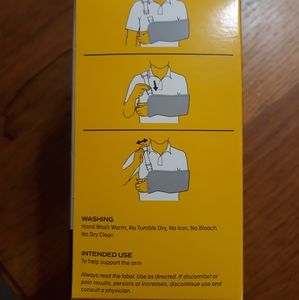 WASHING
Hand Wash Warm, No Tumble Dry, No Iron, No Bleach,
No Dry Clean
INTENDED USE
To help support the arm
Always read the label. Use as directed. If discomfort or
pain results, persists or increases, discontinue use and
consult a physician.